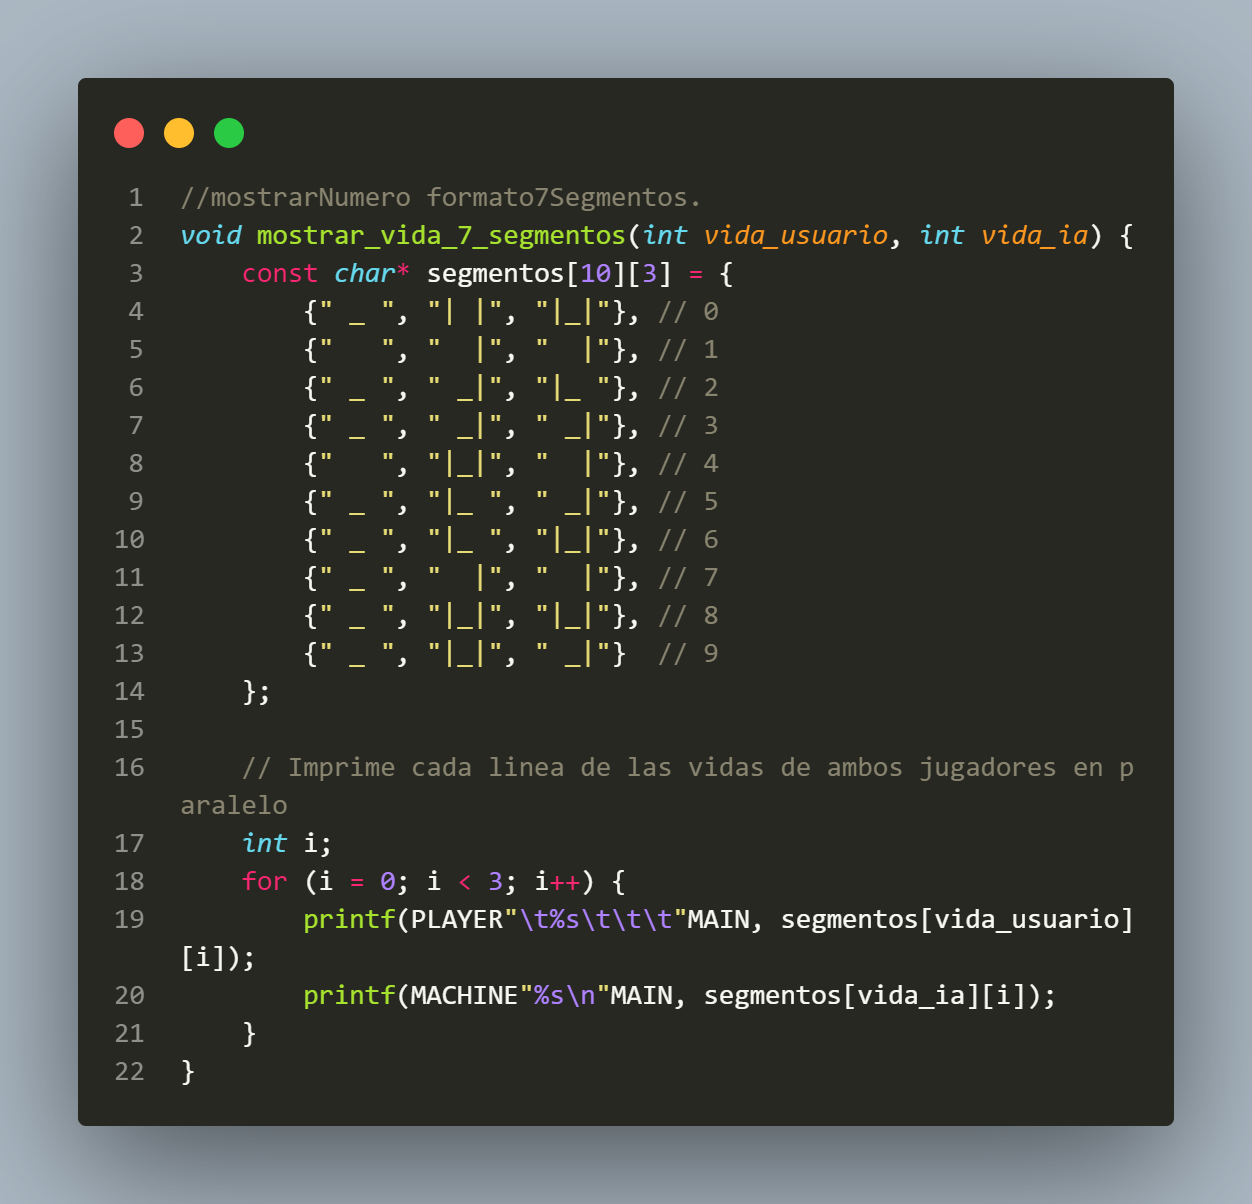 1 //mostrarNumero formato7Segmentos.
2 void mostrar_vida_7_segmentos(int vida_usuario, int vida_ia) {
3     const char* segmentos[10][3] = {
4         {" _ ", "| |", "|_|"}, // 0
5         {"   ", "  |", "  |"}, // 1
6         {" _ ", " _|", "|_ "}, // 2
7         {" _ ", " _|", " _|"}, // 3
8         {"   ", "|_|", "  |"}, // 4
9         {" _ ", "|_ ", " _|"}, // 5
10         {" _ ", "|_ ", "|_|"}, // 6
11         {" _ ", "  |", "  |"}, // 7
12         {" _ ", "|_|", "|_|"}, // 8
13         {" _ ", "|_|", " _|"}  // 9
14     };
15
16     // Imprime cada linea de las vidas de ambos jugadores en p
aralelo
17     int i;
18     for (i = 0; i < 3; i++) {
19         printf(PLAYER"\t%s\t\t\t"MAIN, segmentos[vida_usuario]
[i]);
20         printf(MACHINE"%s\n"MAIN, segmentos[vida_ia][i]);
21     }
22 }